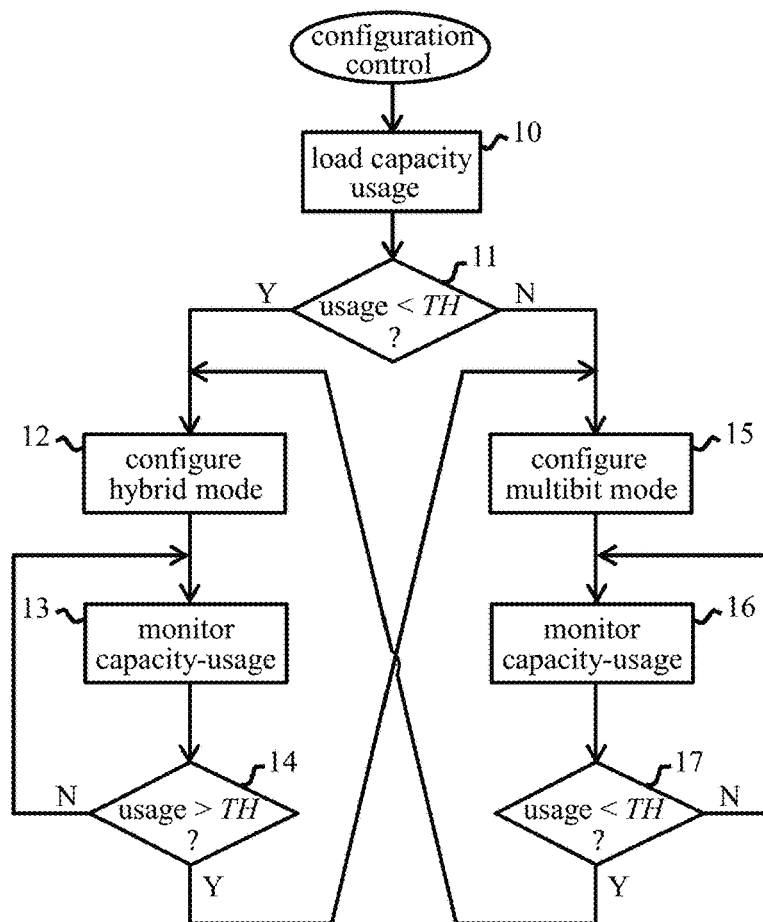 configuration
control
10
load capacity
usage
11
Y
usage < TH
?
N
12
configure
hybrid mode
15
configure
multibit mode
13
monitor
capacity-usage
16
monitor
capacity-usage
14
N
usage > TH
?
Y
17
usage < TH
?
N
Y